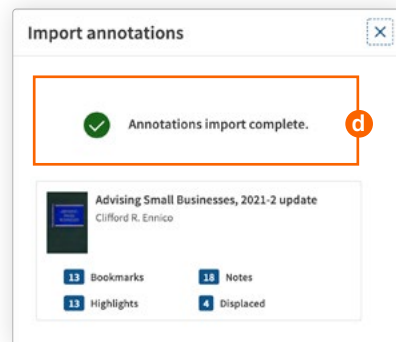 Import annotations
Annotations import complete.
d
Advising Small Businesses, 2021-2 update
Clifford R. Ennico
13 Bookmarks
18 Notes
13 Highlights
4 Displaced